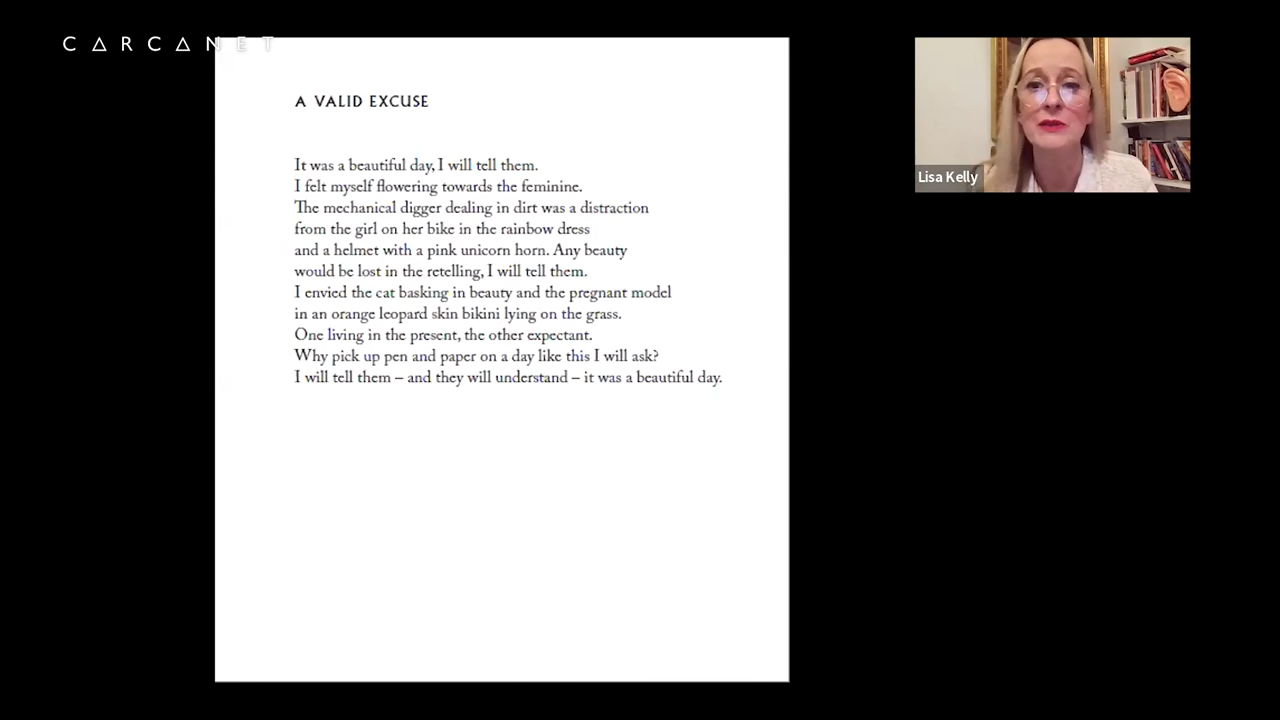 CARCANET
A VALID EXCUSE
It was a beautiful day, I will tell them.
I felt myself flowering towards the feminine.
The mechanical digger dealing in dirt was a distraction
from the girl on her bike in the rainbow dress
and a helmet with a pink unicorn horn. Any beauty
would be lost in the retelling, I will tell them.
I envied the cat basking in beauty and the pregnant model
in an orange leopard skin bikini lying on the grass.
One living in the present, the other expectant.
Why pick up pen and paper on a day like this I will ask?
I will tell them – and they will understand – it was a beautiful day.
Lisa Kelly